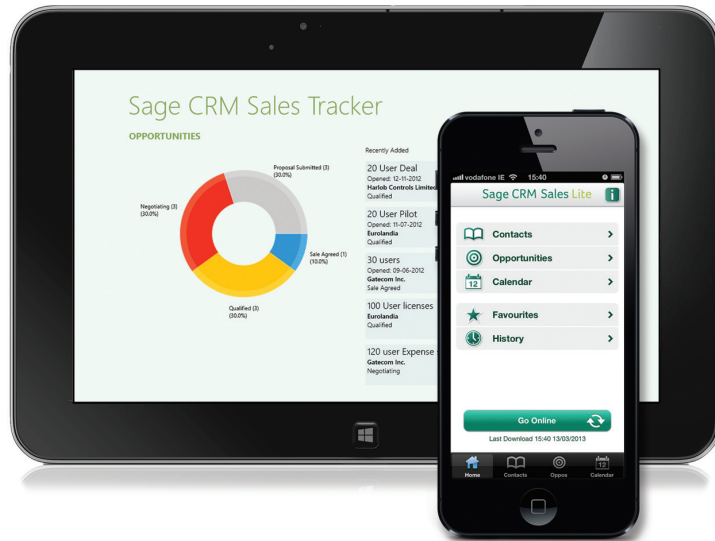 Sage CRM Sales Tracker
OPPORTUNITIES
Proposal Submitted (3)
(30.0%)
Negotiating (3)
(30.0%)
Sale Agreed (1)
(10.0%)
Qualified (3)
(30.0%)
Recently Added
20 User Deal
Opened: 12-11-2012
Harlob Controls Limited
Qualified
20 User Pilot
Opened: 11-07-2012
Eurolandia
Qualified
30 users
Opened: 09-06-2012
Gatecom Inc.
Sale Agreed
100 User licenses
Eurolandia
Qualified
120 user Expense
Gatecom Inc.
Negotiating
vodafone IE 15:40
Sage CRM Sales Lite i
Contacts
Opportunities
12 Calendar
Favourites
History
Go Online
Last Download 15:40 13/03/2013
12
Home Contacts Oppos Calendar